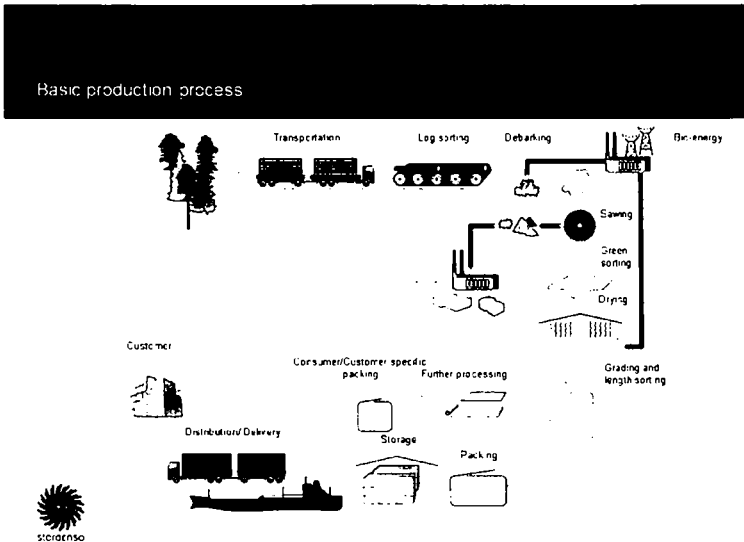 Basic production process
Transportation
Log sorting
Debarking
Bio-energy
Sawing
Green
sorting
Drying
Customer
Consumer/Customer specific
packing
Further processing
Grading and
length sorting
Distribution/Delivery
Storage
Packing
storaenso